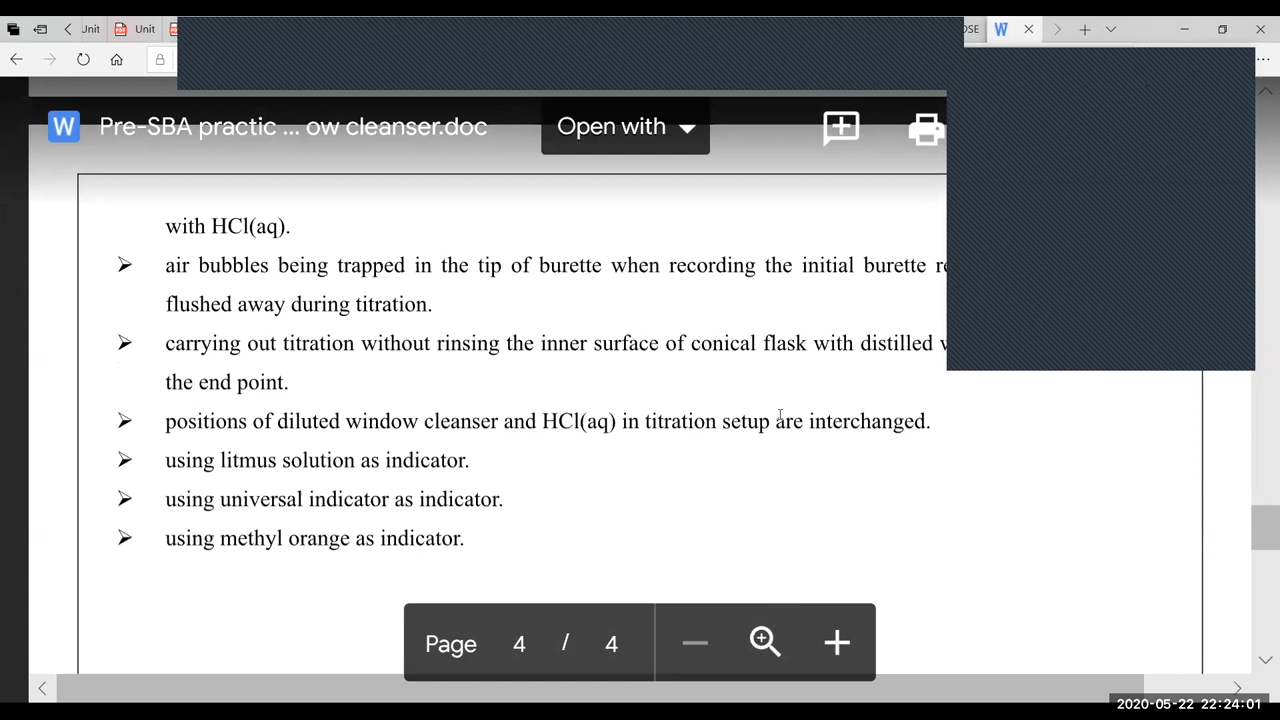 Unit
Unit
OSE
Pre-SBA practic ... ow cleanser.doc
Open with
with HCl(aq).
air bubbles being trapped in the tip of burette when recording the initial burette
flushed away during titration.
carrying out titration without rinsing the inner surface of conical flask with distilled
the end point.
positions of diluted window cleanser and HCl(aq) in titration setup are interchanged.
using litmus solution as indicator.
using universal indicator as indicator.
using methyl orange as indicator.
Page 4 / 4
2020-05-22 22:24:01